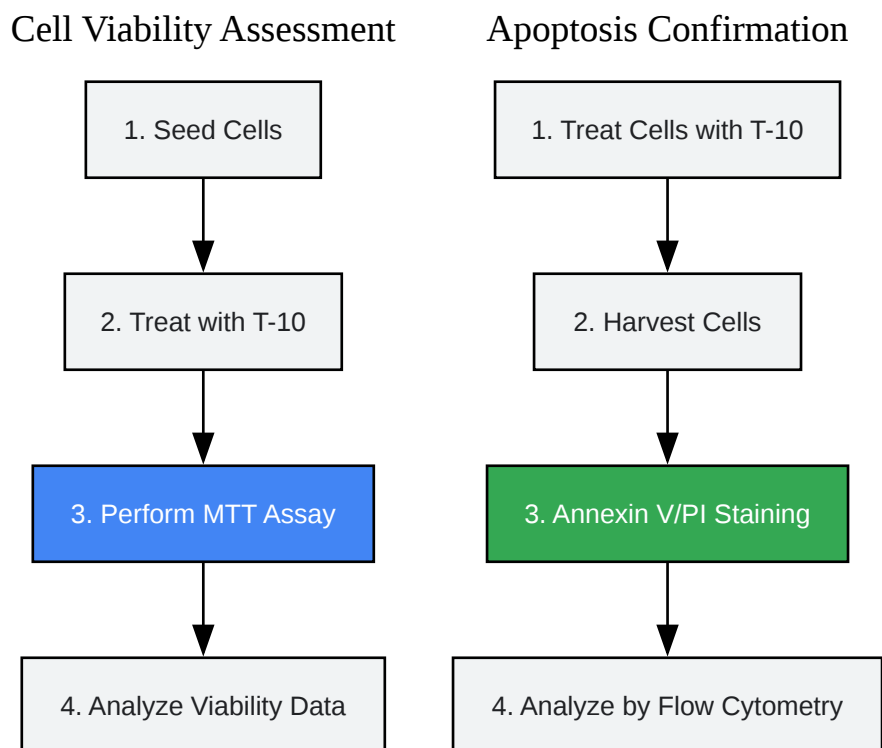 Cell Viability Assessment
1. Seed Cells
2. Treat with T-10
3. Perform MTT Assay
4. Analyze Viability Data
Apoptosis Confirmation
1. Treat Cells with T-10
2. Harvest Cells
3. Annexin V/PI Staining
4. Analyze by Flow Cytometry